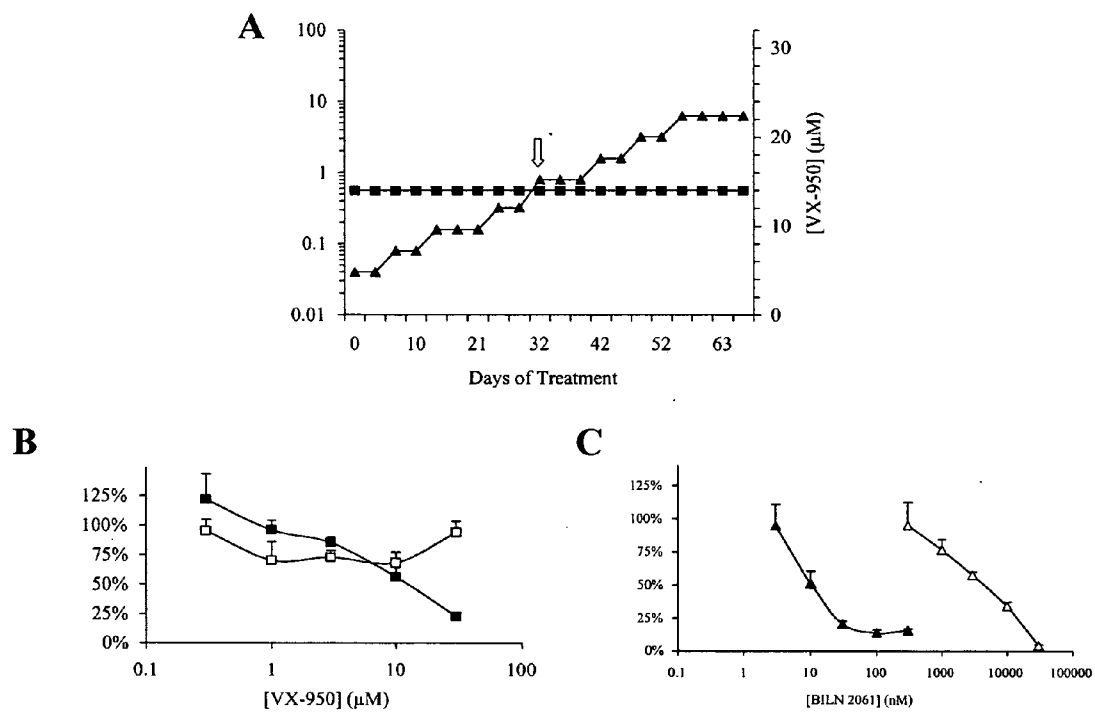 A
100
10
1
0.1
0.01
30
20
10
0
[VX-950] (µM)
0 10 21 32 42 52 63
Days of Treatment
B
125%
100%
75%
50%
25%
0%
0.1 1 10 100
[VX-950] (µM)
C
125%
100%
75%
50%
25%
0%
0.1 1 10 100 1000 10000 100000
[BILN 2061] (nM)